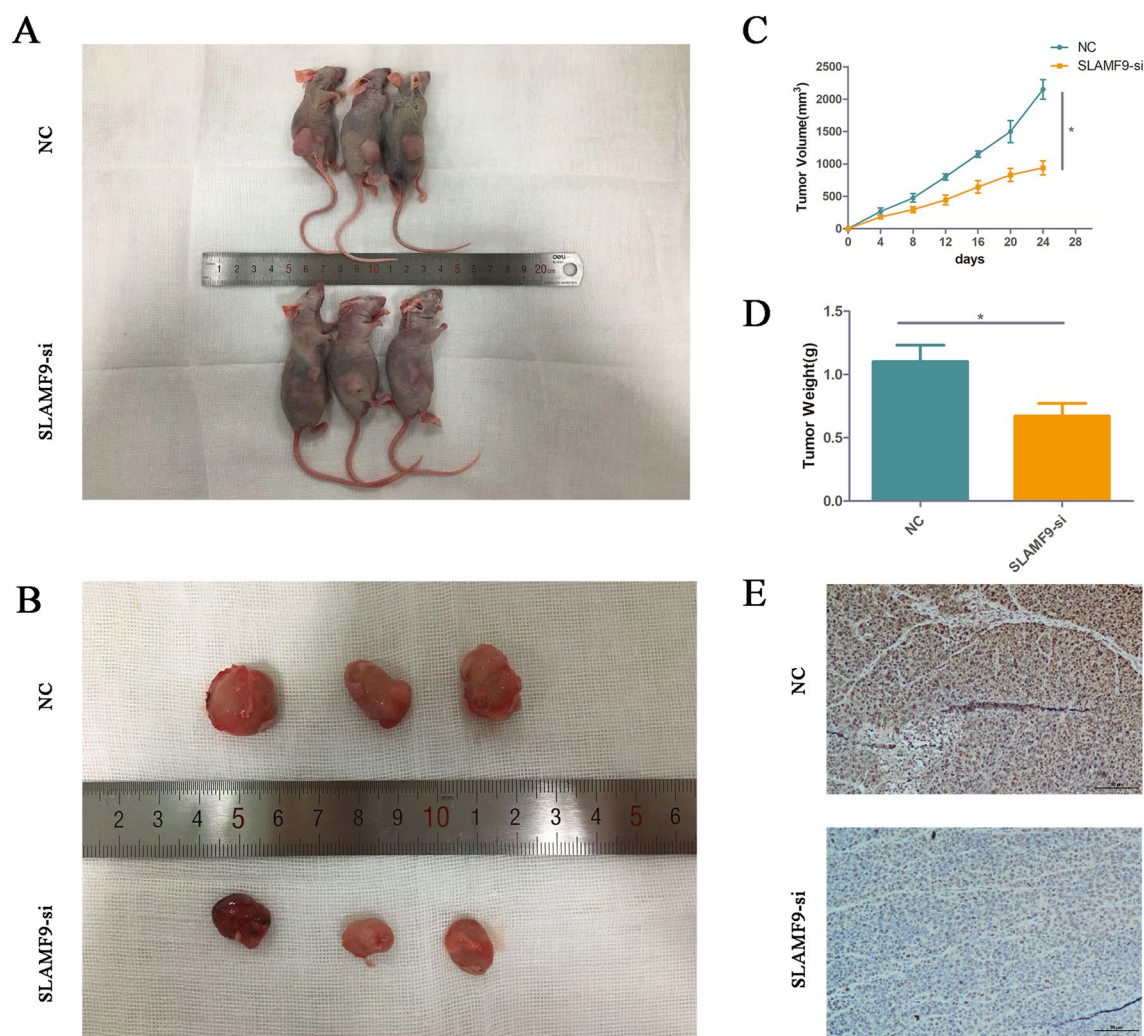 A
NC
SLAMF9-si
1 2 3 4 5 6 7 8 9 10 1 2 3 4 5 6 7 8 9 20 cm
deli
B
NC
SLAMF9-si
mm
2 3 4 5 6 7 8 9 10 1 2 3 4 5 6
C
NC
SLAMF9-si
Tumor Volume(mm³)
2500
2000
1500
1000
500
0
*
0 4 8 12 16 20 24 28
days
D
Tumor Weight(g)
1.5
1.0
0.5
0.0
*
NC
SLAMF9-si
E
NC
SLAMF9-si